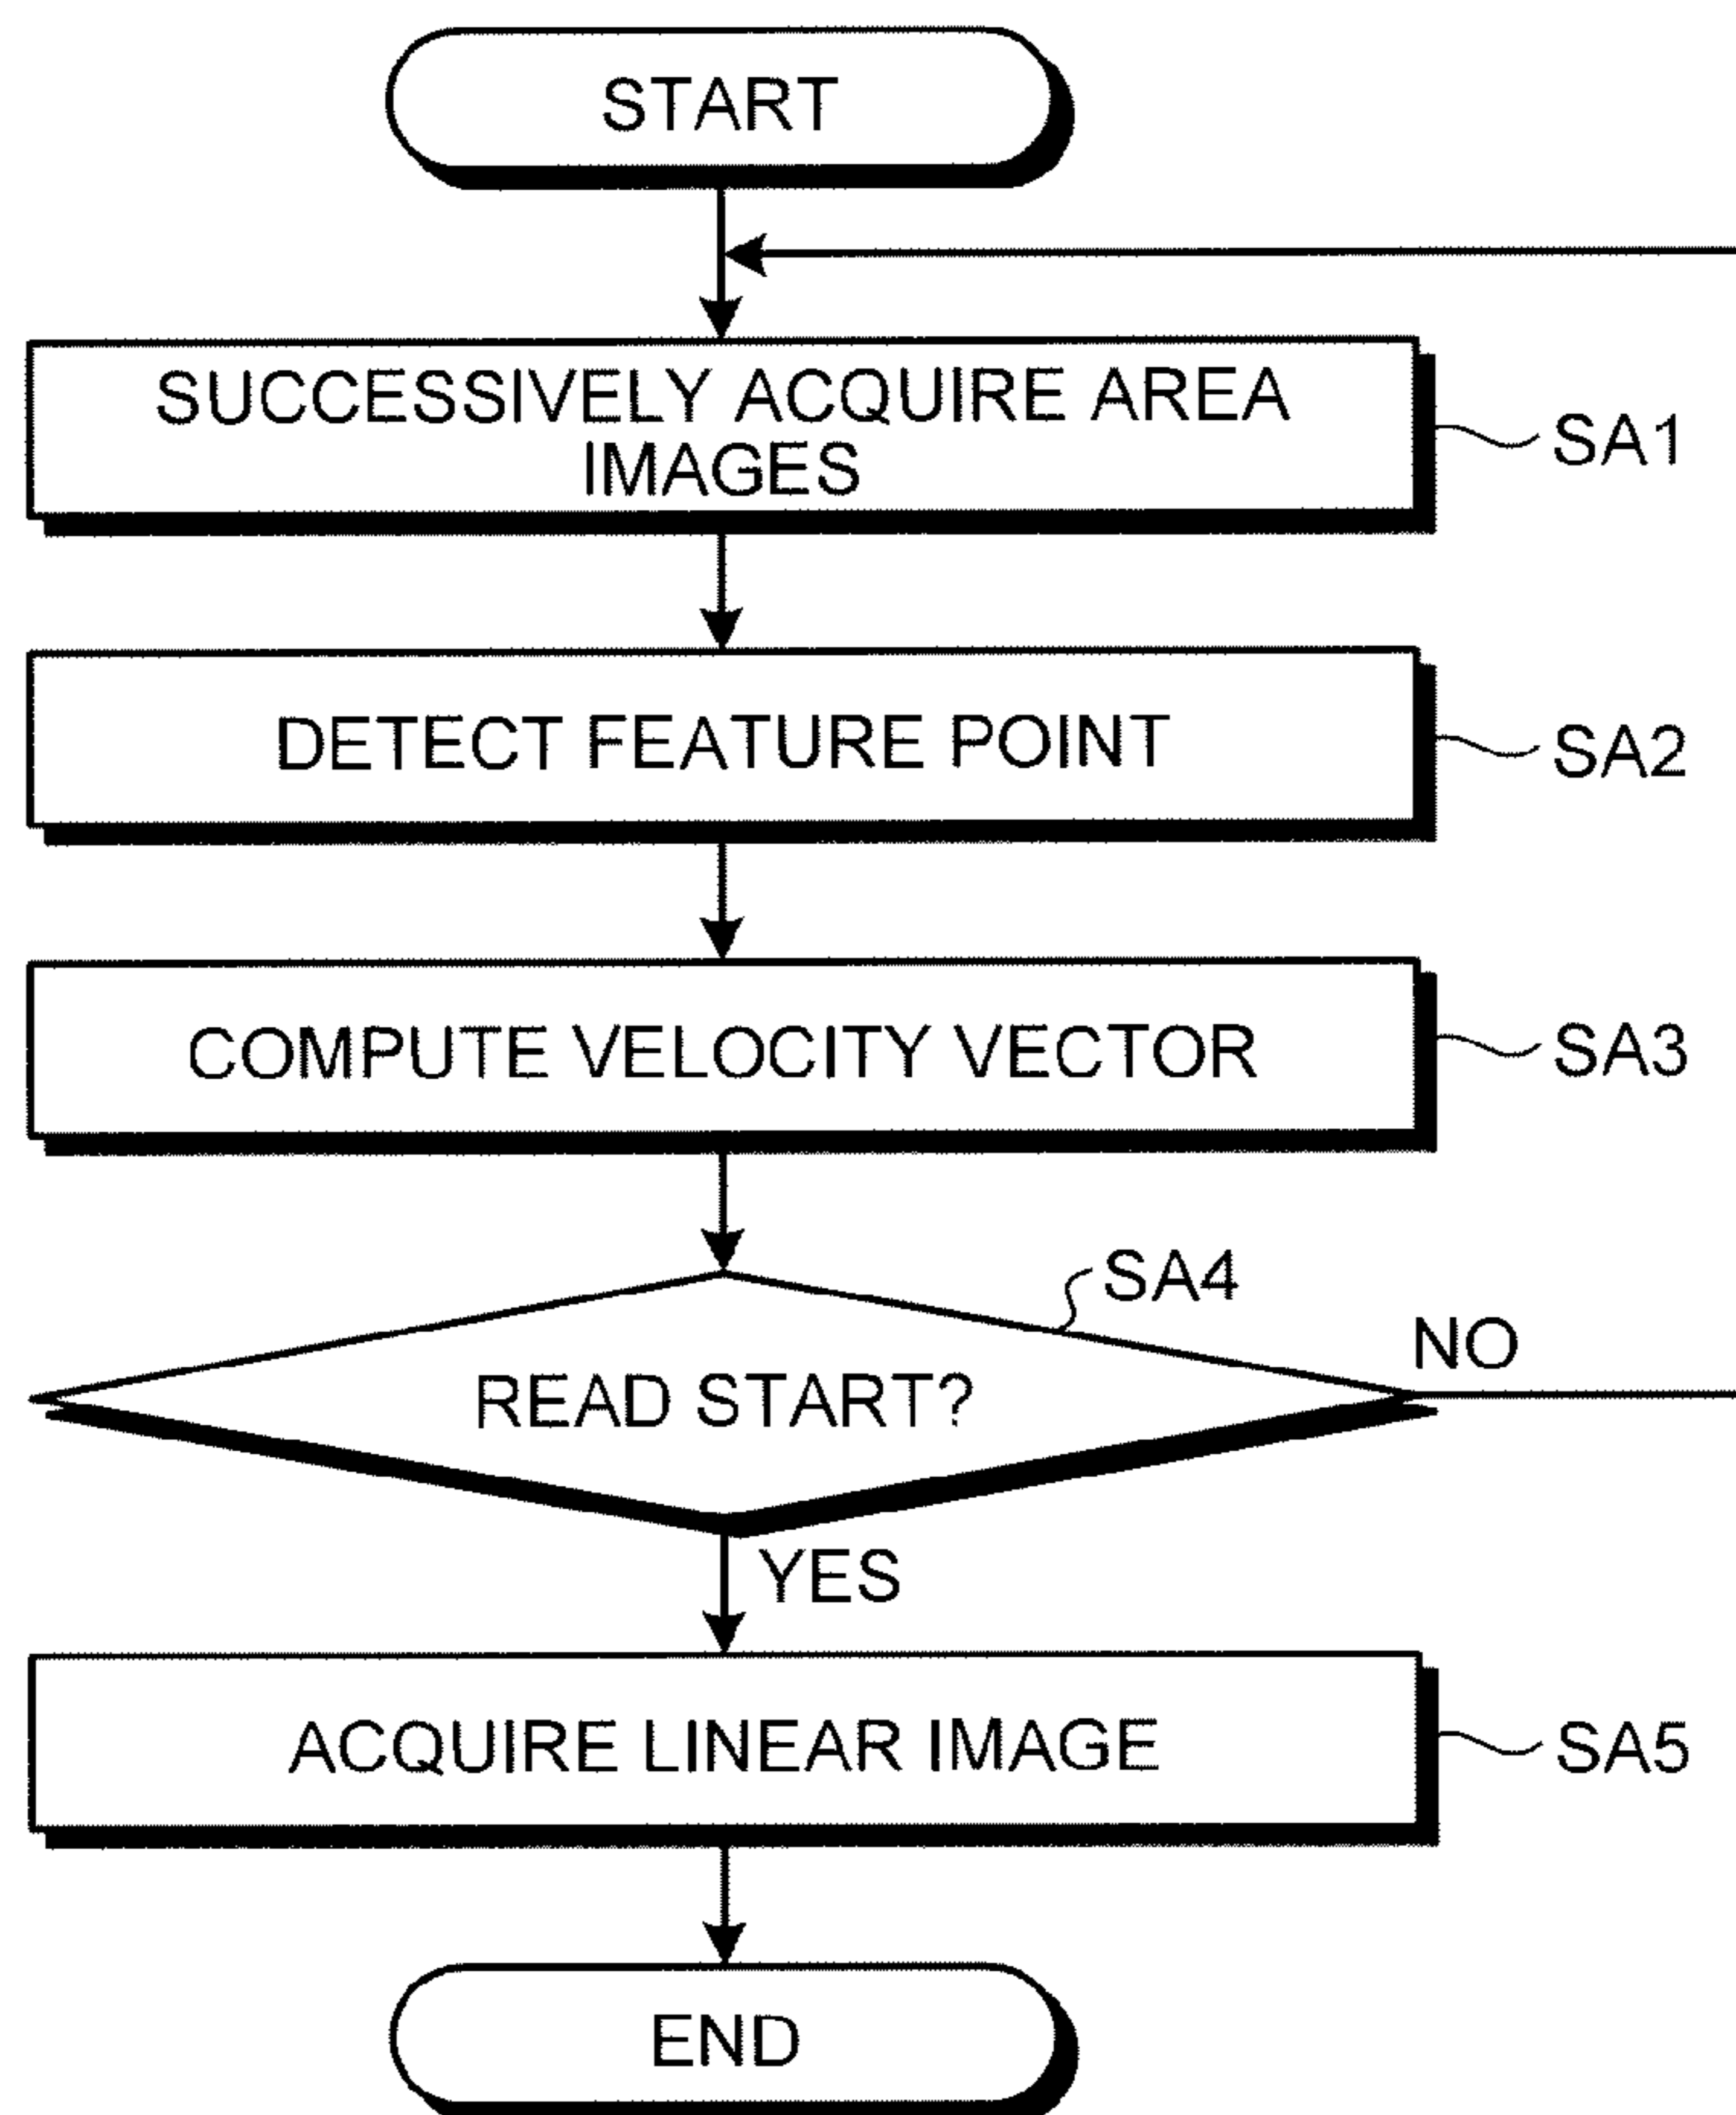 START
SUCCESSIVELY ACQUIRE AREA
IMAGES
SA1
DETECT FEATURE POINT
SA2
COMPUTE VELOCITY VECTOR
SA3
SA4
NO
READ START?
YES
ACQUIRE LINEAR IMAGE
SA5
END